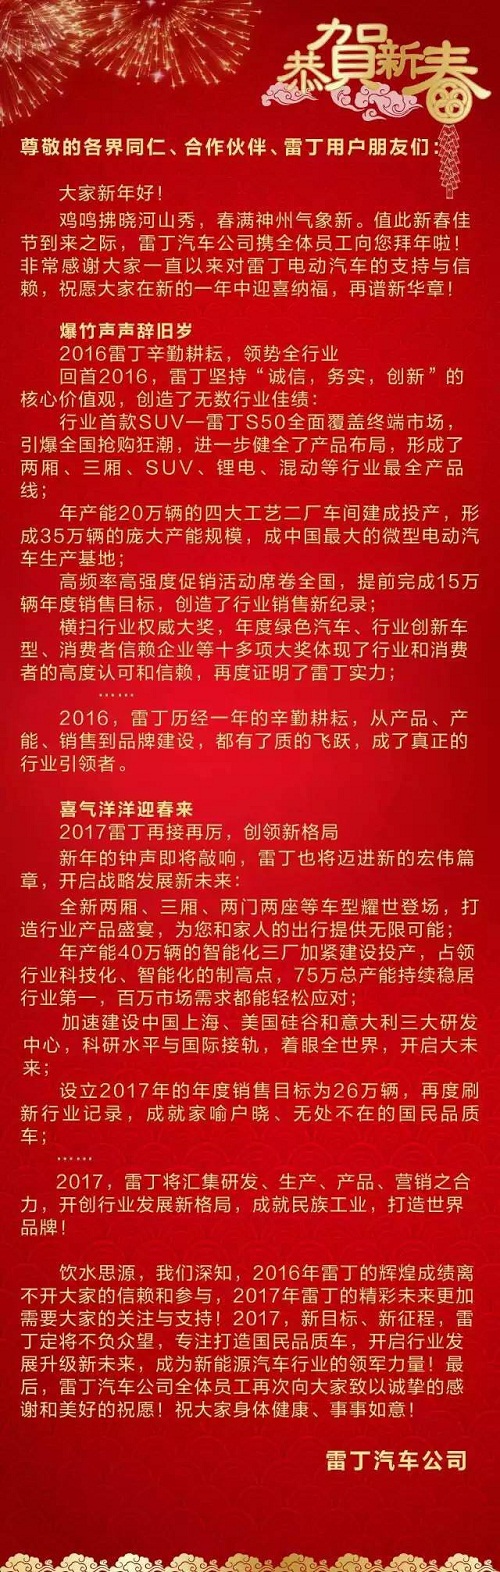 恭賀新春
尊敬的各界同仁、合作伙伴、雷丁用户朋友们：
大家新年好！
鸡鸣拂晓河山秀，春满神州气象新。值此新春佳
节到来之际，雷丁汽车公司携全体员工向您拜年啦！
非常感谢大家一直以来对雷丁电动汽车的支持与信
赖，祝愿大家在新的一年中迎喜纳福，再谱新华章！
爆竹声声辞旧岁
2016雷丁辛勤耕耘，领势全行业
回首2016，雷丁坚持“诚信，务实，创新”的
核心价值观，创造了无数行业佳绩：
行业首款SUV—雷丁S50全面覆盖终端市场，
引爆全国抢购狂潮，进一步健全了产品布局，形成了
两厢、三厢、SUV、锂电、混动等行业最全产品
线；
年产能20万辆的四大工艺二厂车间建成投产，形
成35万辆的庞大产能规模，成中国最大的微型电动汽
车生产基地；
高频率高强度促销活动席卷全国，提前完成15万
辆年度销售目标，创造了行业销售新纪录；
横扫行业权威大奖，年度绿色汽车、行业创新车
型、消费者信赖企业等十多项大奖体现了行业和消费
者的高度认可和信赖，再度证明了雷丁实力；
……
2016，雷丁历经一年的辛勤耕耘，从产品、产
能、销售到品牌建设，都有了质的飞跃，成了真正的
行业引领者。
喜气洋洋迎春来
2017雷丁再接再厉，创领新格局
新年的钟声即将敲响，雷丁也将迈进新的宏伟篇
章，开启战略发展新未来：
全新两厢、三厢、两门两座等车型耀世登场，打
造行业产品盛宴，为您和家人的出行提供无限可能；
年产能40万辆的智能化三厂加紧建设投产，占领
行业科技化、智能化的制高点，75万总产能持续稳居
行业第一，百万市场需求都能轻松应对；
加速建设中国上海、美国硅谷和意大利三大研发
中心，科研水平与国际接轨，着眼全世界，开启大未
来；
设立2017年的年度销售目标为26万辆，再度刷
新行业记录，成就家喻户晓、无处不在的国民品质
车；
……
2017，雷丁将汇集研发、生产、产品、营销之合
力，开创行业发展新格局，成就民族工业，打造世界
品牌！
饮水思源，我们深知，2016年雷丁的辉煌成绩离
不开大家的信赖和参与，2017年雷丁的精彩未来更加
需要大家的关注与支持！2017，新目标、新征程，雷
丁定将不负众望，专注打造国民品质车，开启行业发
展升级新未来，成为新能源汽车行业的领军力量！最
后，雷丁汽车公司全体员工再次向大家致以诚挚的感
谢和美好的祝愿！祝大家身体健康、事事如意！
雷丁汽车公司